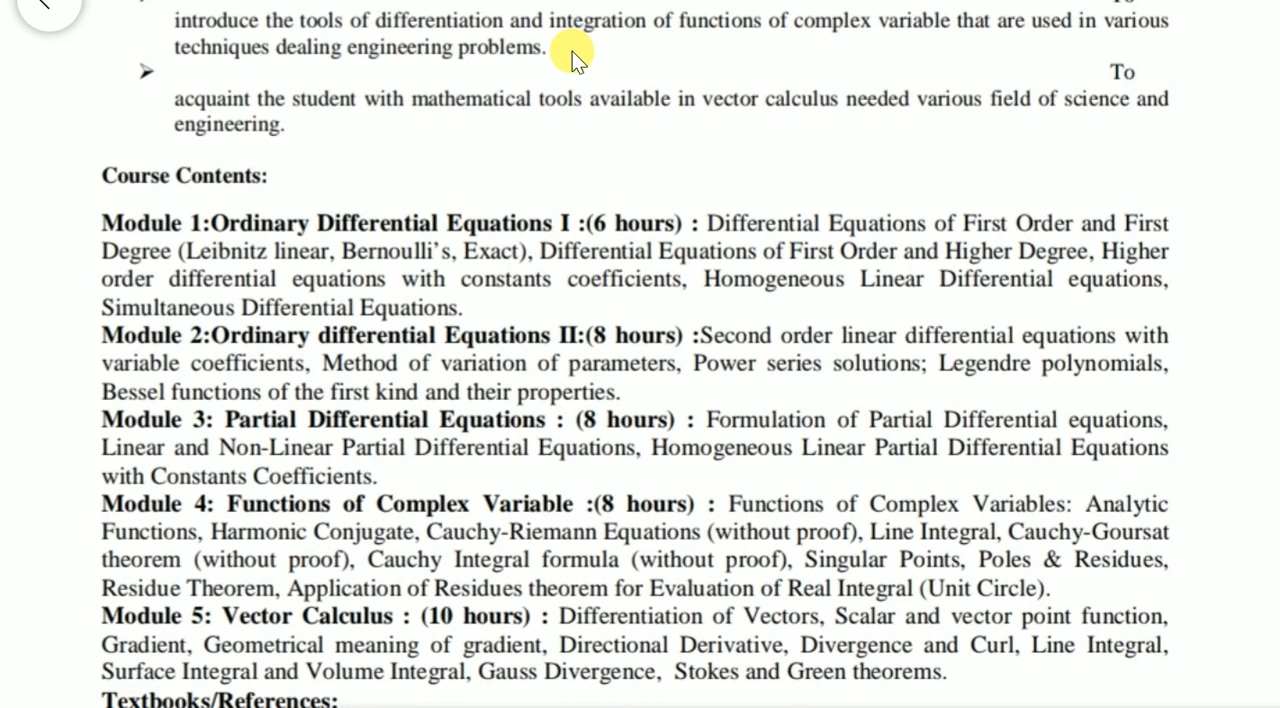 introduce the tools of differentiation and integration of functions of complex variable that are used in various
techniques dealing engineering problems.
➢ To
acquaint the student with mathematical tools available in vector calculus needed various field of science and
engineering.
Course Contents:
Module 1:Ordinary Differential Equations I :(6 hours) : Differential Equations of First Order and First
Degree (Leibnitz linear, Bernoulli's, Exact), Differential Equations of First Order and Higher Degree, Higher
order differential equations with constants coefficients, Homogeneous Linear Differential equations,
Simultaneous Differential Equations.
Module 2:Ordinary differential Equations II:(8 hours) :Second order linear differential equations with
variable coefficients, Method of variation of parameters, Power series solutions; Legendre polynomials,
Bessel functions of the first kind and their properties.
Module 3: Partial Differential Equations : (8 hours) : Formulation of Partial Differential equations,
Linear and Non-Linear Partial Differential Equations, Homogeneous Linear Partial Differential Equations
with Constants Coefficients.
Module 4: Functions of Complex Variable :(8 hours) : Functions of Complex Variables: Analytic
Functions, Harmonic Conjugate, Cauchy-Riemann Equations (without proof), Line Integral, Cauchy-Goursat
theorem (without proof), Cauchy Integral formula (without proof), Singular Points, Poles & Residues,
Residue Theorem, Application of Residues theorem for Evaluation of Real Integral (Unit Circle).
Module 5: Vector Calculus : (10 hours) : Differentiation of Vectors, Scalar and vector point function,
Gradient, Geometrical meaning of gradient, Directional Derivative, Divergence and Curl, Line Integral,
Surface Integral and Volume Integral, Gauss Divergence, Stokes and Green theorems.
Textbooks/References: